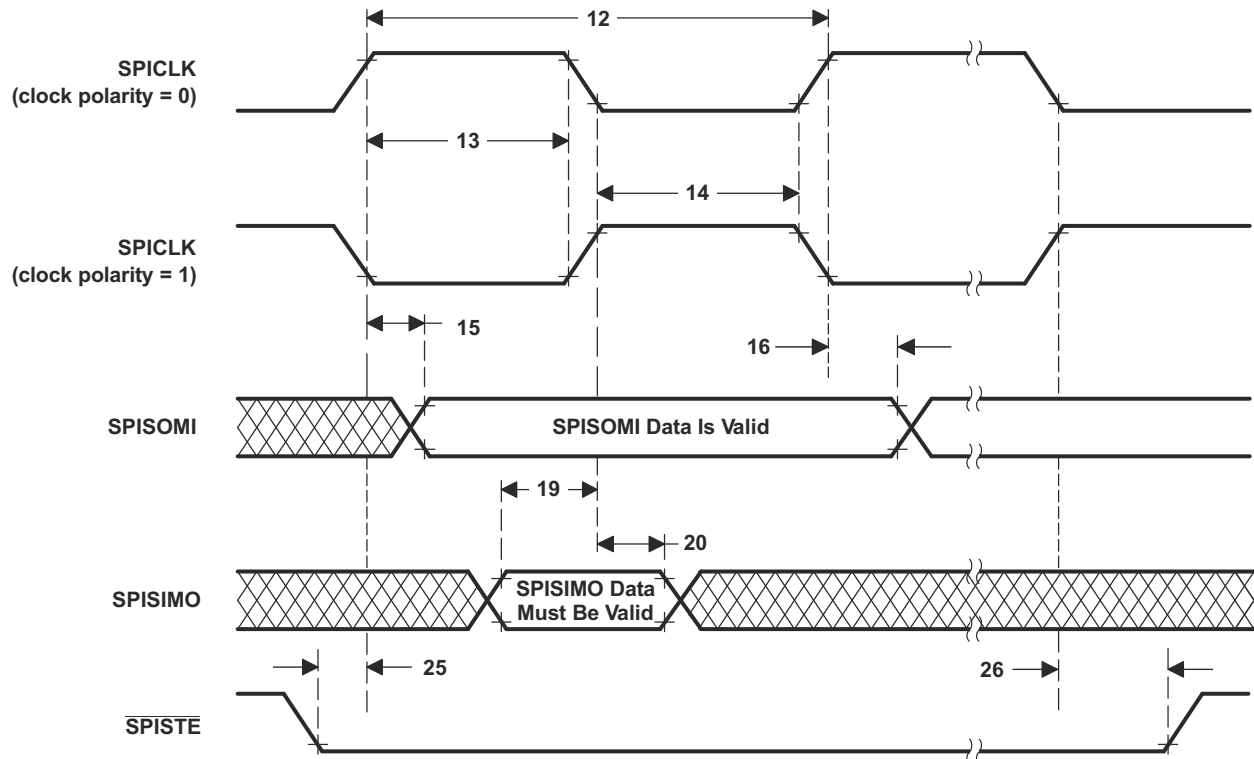 12
SPICLK
(clock polarity = 0)
13
14
SPICLK
(clock polarity = 1)
15
16
SPISOMI
SPISOMI Data Is Valid
19
20
SPISIMO
SPISIMO Data
Must Be Valid
25
26
SPISTE